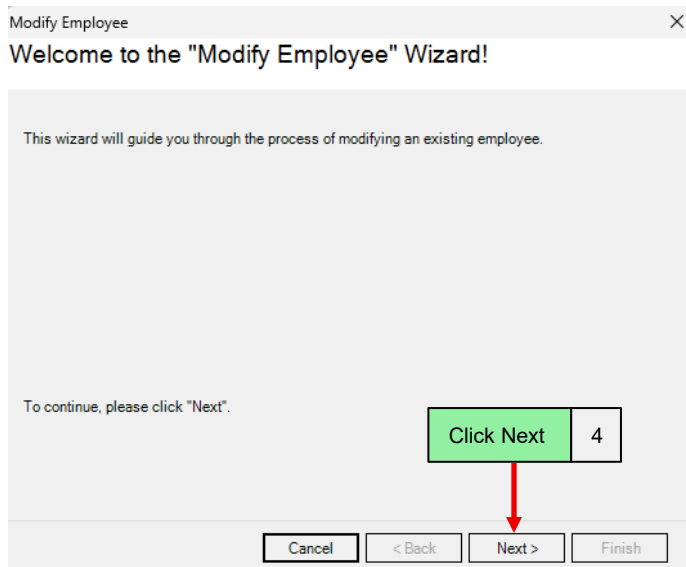 Modify Employee
Welcome to the "Modify Employee" Wizard!
This wizard will guide you through the process of modifying an existing employee.
To continue, please click "Next".
Click Next 4
Cancel < Back Next > Finish